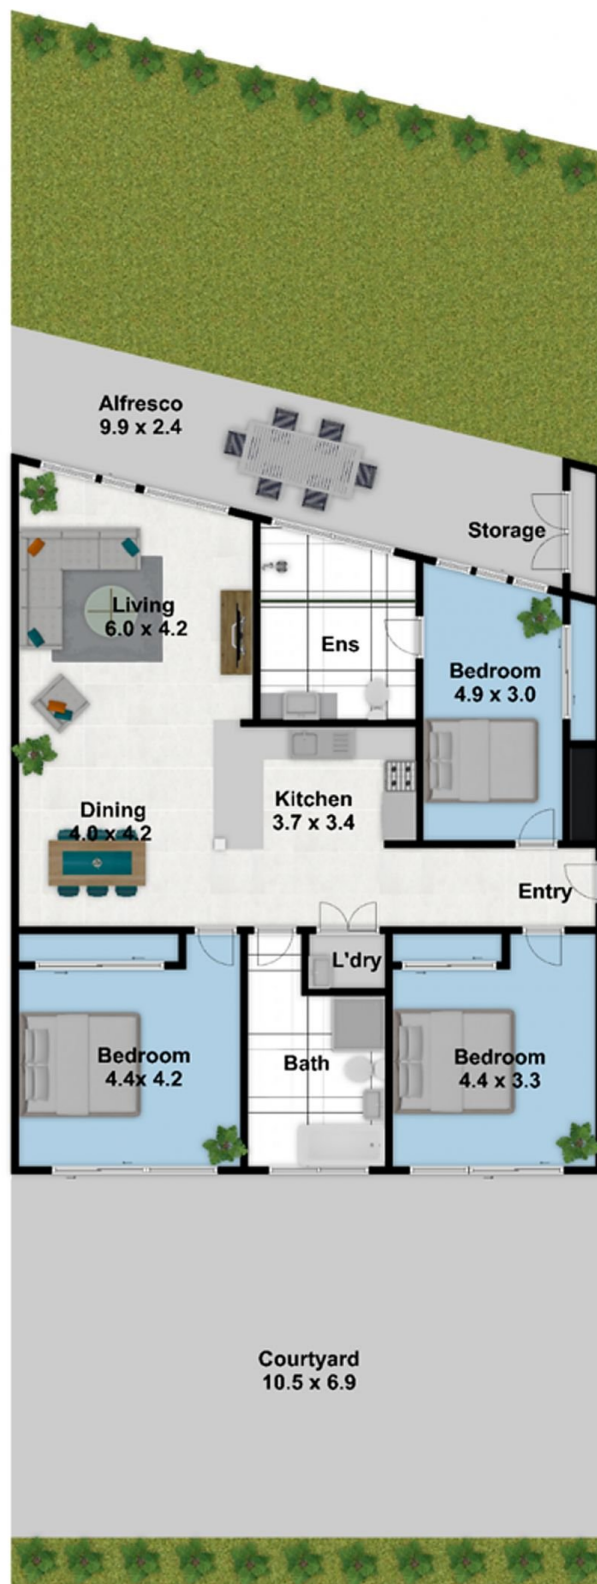 Alfresco
9.9 x 2.4
Storage
Living
6.0 x 4.2
Ens
Bedroom
4.9 x 3.0
Dining
4.0 x 4.2
Kitchen
3.7 x 3.4
Entry
L'dry
Bedroom
4.4x 4.2
Bath
Bedroom
4.4 x 3.3
Courtyard
10.5 x 6.9